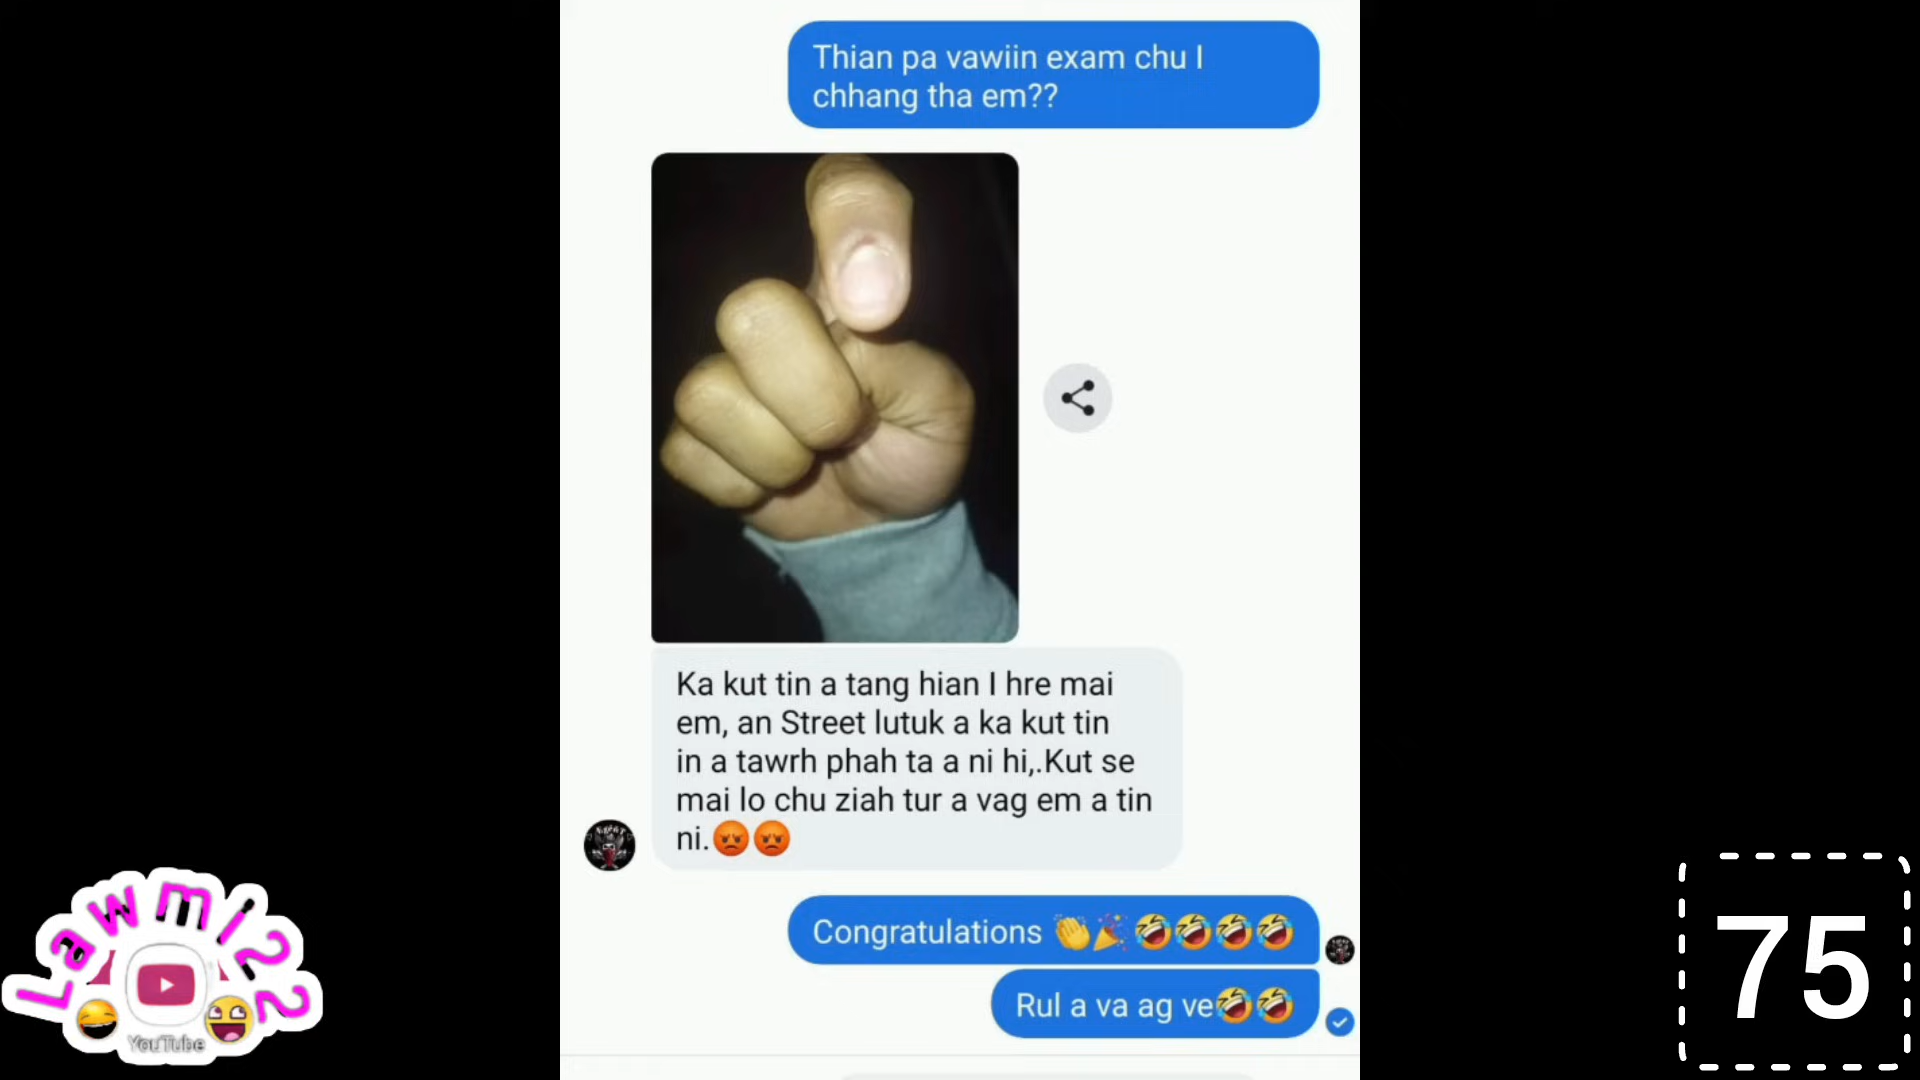 Thian pa vawiin exam chu I
chhang tha em??
Ka kut tin a tang hian I hre mai
em, an Street lutuk a ka kut tin
in a tawrh phah ta a ni hi,.Kut se
mai lo chu ziah tur a vag em a tin
ni.😡😡
Congratulations 👏🎉🤣🤣🤣🤣
Rul a va ag ve🤣🤣
Lawmi22
YouTube
75